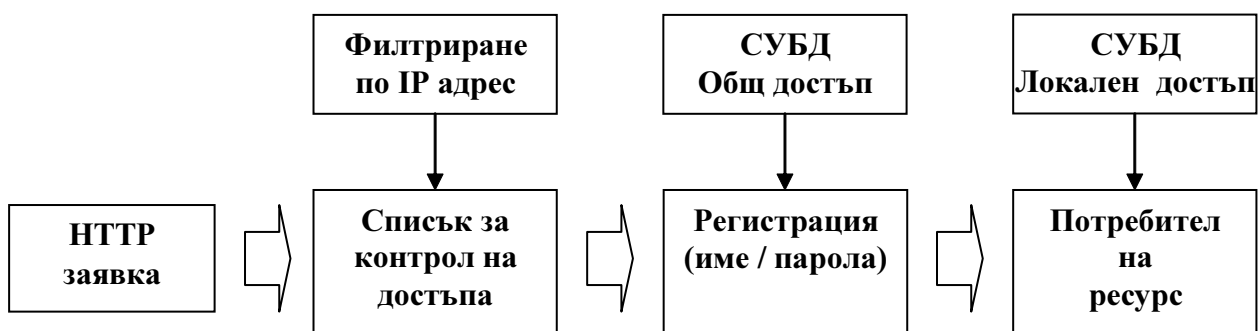 Филтриране
по IP адрес
СУБД
Общ достъп
СУБД
Локален достъп
HTTP
заявка
Списък за
контрол на
достъпа
Регистрация
(име / парола)
Потребител
на
ресурс